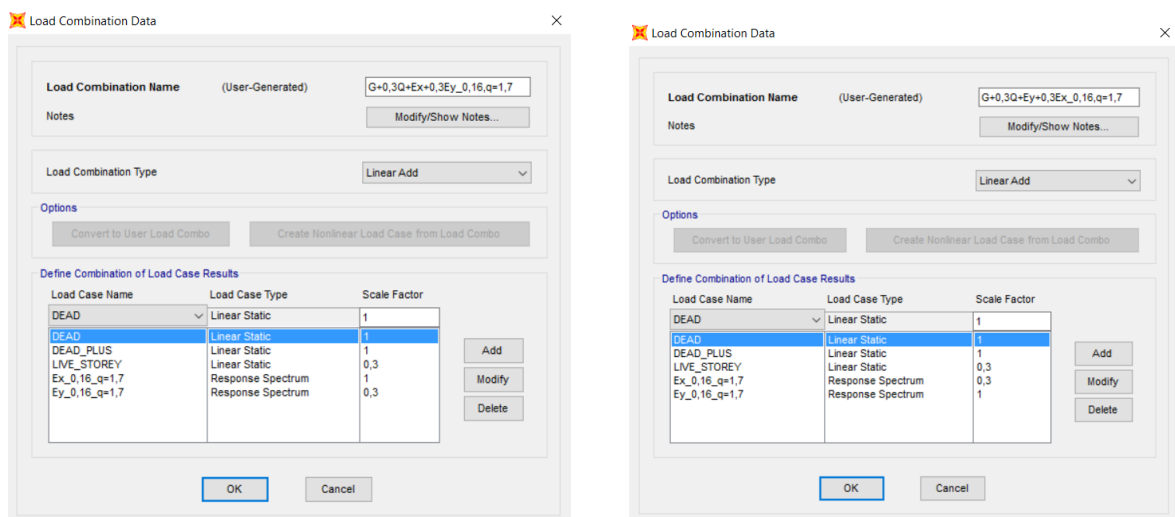 Load Combination Data
Load Combination Name (User-Generated) G+0,3Q+Ex+0,3Ey_0,16,q=1,7
Notes Modify/Show Notes...
Load Combination Type Linear Add
Options
Convert to User Load Combo Create Nonlinear Load Case from Load Combo
Define Combination of Load Case Results
Load Case Name Load Case Type Scale Factor
DEAD Linear Static 1
DEAD Linear Static 1
DEAD_PLUS Linear Static 1
LIVE_STOREY Linear Static 0,3
Ex_0,16_q=1,7 Response Spectrum 1
Ey_0,16_q=1,7 Response Spectrum 0,3
Add
Modify
Delete
OK Cancel
Load Combination Data
Load Combination Name (User-Generated) G+0,3Q+Ey+0,3Ex_0,16,q=1,7
Notes Modify/Show Notes...
Load Combination Type Linear Add
Options
Convert to User Load Combo Create Nonlinear Load Case from Load Combo
Define Combination of Load Case Results
Load Case Name Load Case Type Scale Factor
DEAD Linear Static 1
DEAD Linear Static 1
DEAD_PLUS Linear Static 1
LIVE_STOREY Linear Static 0,3
Ex_0,16_q=1,7 Response Spectrum 0,3
Ey_0,16_q=1,7 Response Spectrum 1
Add
Modify
Delete
OK Cancel